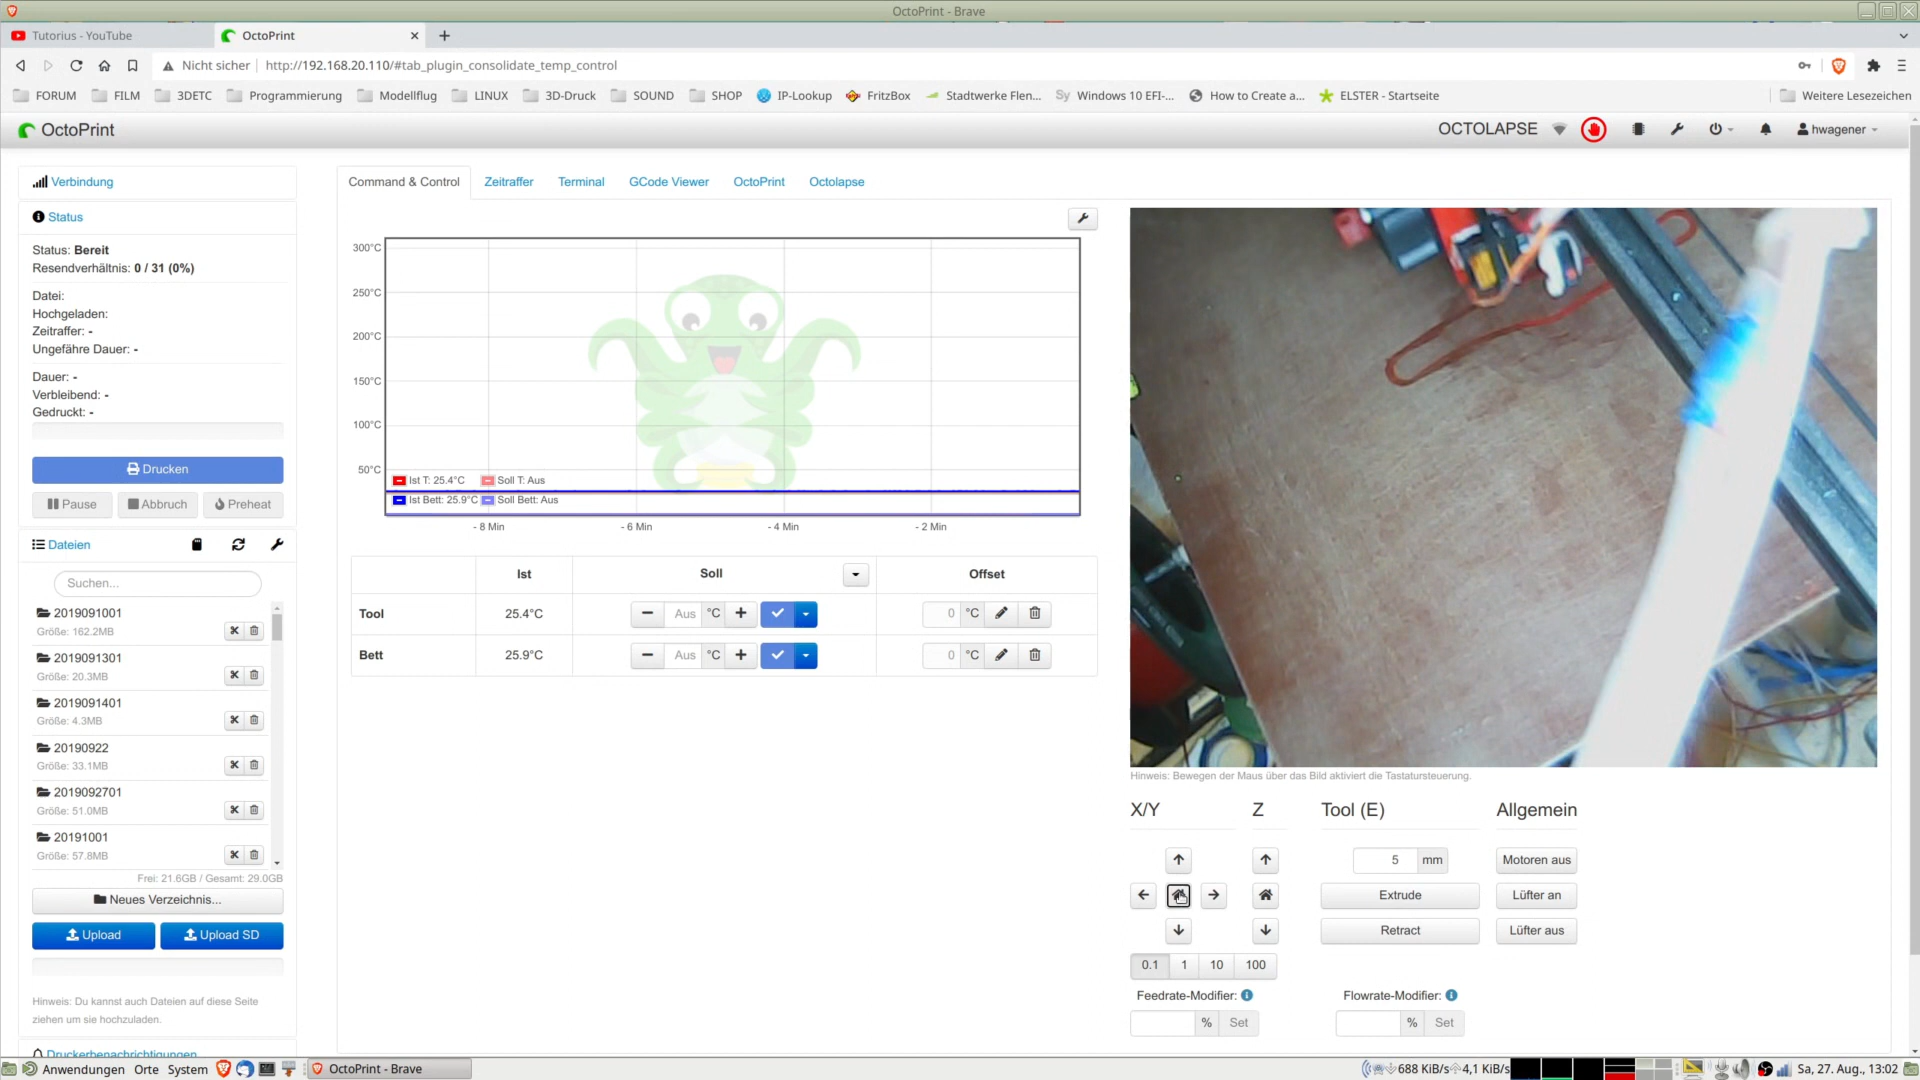 OctoPrint - Brave
Tutorius - YouTube
OctoPrint
Nicht sicher
http://192.168.20.110/#tab_plugin_consolidate_temp_control
FORUM
FILM
3DETC
Programmierung
Modellflug
LINUX
3D-Druck
SOUND
SHOP
IP-Lookup
FritzBox
Stadtwerke Flen...
Sy Windows 10 EFI-...
How to Create a...
ELSTER - Startseite
Weitere Lesezeichen
OctoPrint
OCTOLAPSE
hwagener
Verbindung
Status
Status: Bereit
Resendverhältnis: 0 / 31 (0%)
Datei:
Hochgeladen:
Zeitraffer: -
Ungefähre Dauer: -
Dauer: -
Verbleibend: -
Gedruckt: -
Drucken
Pause
Abbruch
Preheat
Dateien
Suchen...
2019091001
Größe: 162.2MB
2019091301
Größe: 20.3MB
2019091401
Größe: 4.3MB
20190922
Größe: 33.1MB
2019092701
Größe: 51.0MB
20191001
Größe: 57.8MB
Frei: 21.6GB / Gesamt: 29.0GB
Neues Verzeichnis...
Upload
Upload SD
Hinweis: Du kannst auch Dateien auf diese Seite
ziehen um sie hochzuladen.
Druckerbenachrichtigungen
Command & Control
Zeitraffer
Terminal
GCode Viewer
OctoPrint
Octolapse
300°C
250°C
200°C
150°C
100°C
50°C
Ist T: 25.4°C
Soll T: Aus
Ist Bett: 25.9°C
Soll Bett: Aus
- 8 Min
- 6 Min
- 4 Min
- 2 Min
Ist
Soll
Offset
Tool
25.4°C
Aus
°C
0
°C
Bett
25.9°C
Aus
°C
0
°C
Hinweis: Bewegen der Maus über das Bild aktiviert die Tastatursteuerung.
X/Y
Z
Tool (E)
Allgemein
5
mm
Motoren aus
Extrude
Lüfter an
Retract
Lüfter aus
0.1
1
10
100
Feedrate-Modifier:
Flowrate-Modifier:
%
Set
%
Set
Anwendungen
Orte
System
OctoPrint - Brave
688 KiB/s
4,1 KiB/s
Sa, 27. Aug., 13:02